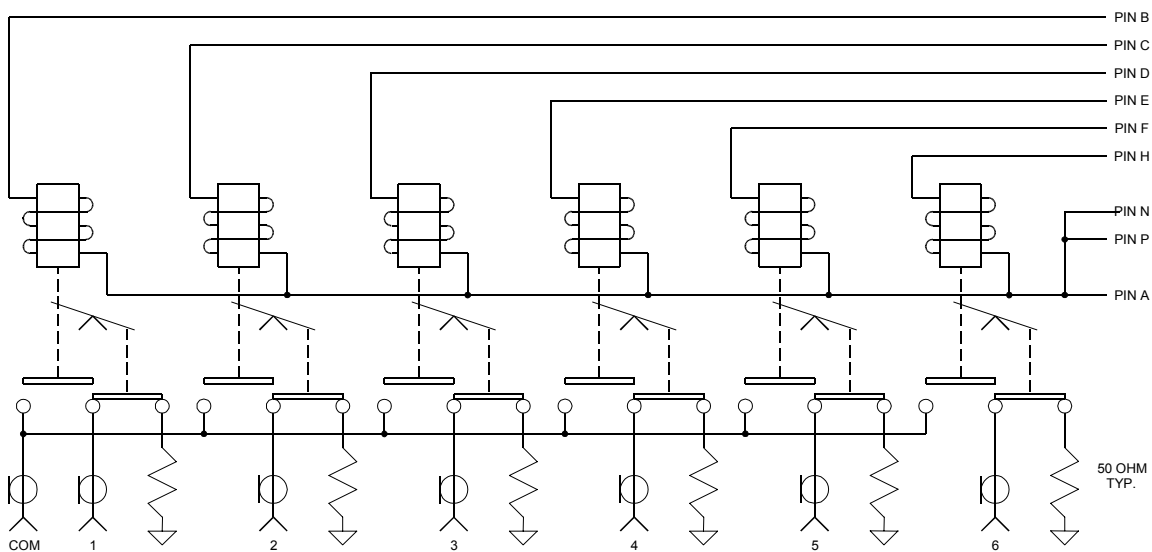 PIN B
PIN C
PIN D
PIN E
PIN F
PIN H
PIN N
PIN P
PIN A
50 OHM
TYP.
COM 1 2 3 4 5 6